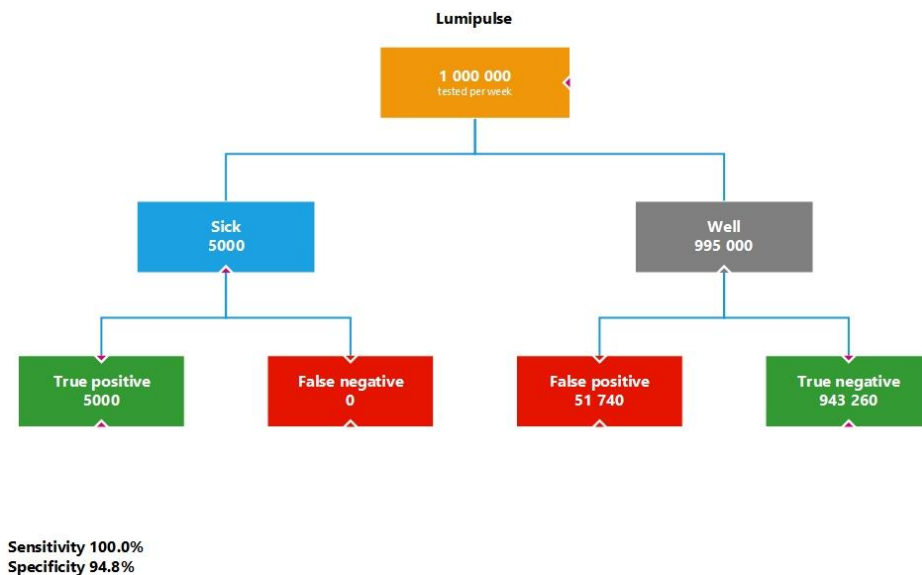 Lumipulse
1 000 000
tested per week
Sick
5000
Well
995 000
True positive
5000
False negative
0
False positive
51 740
True negative
943 260
Sensitivity 100.0%
Specificity 94.8%